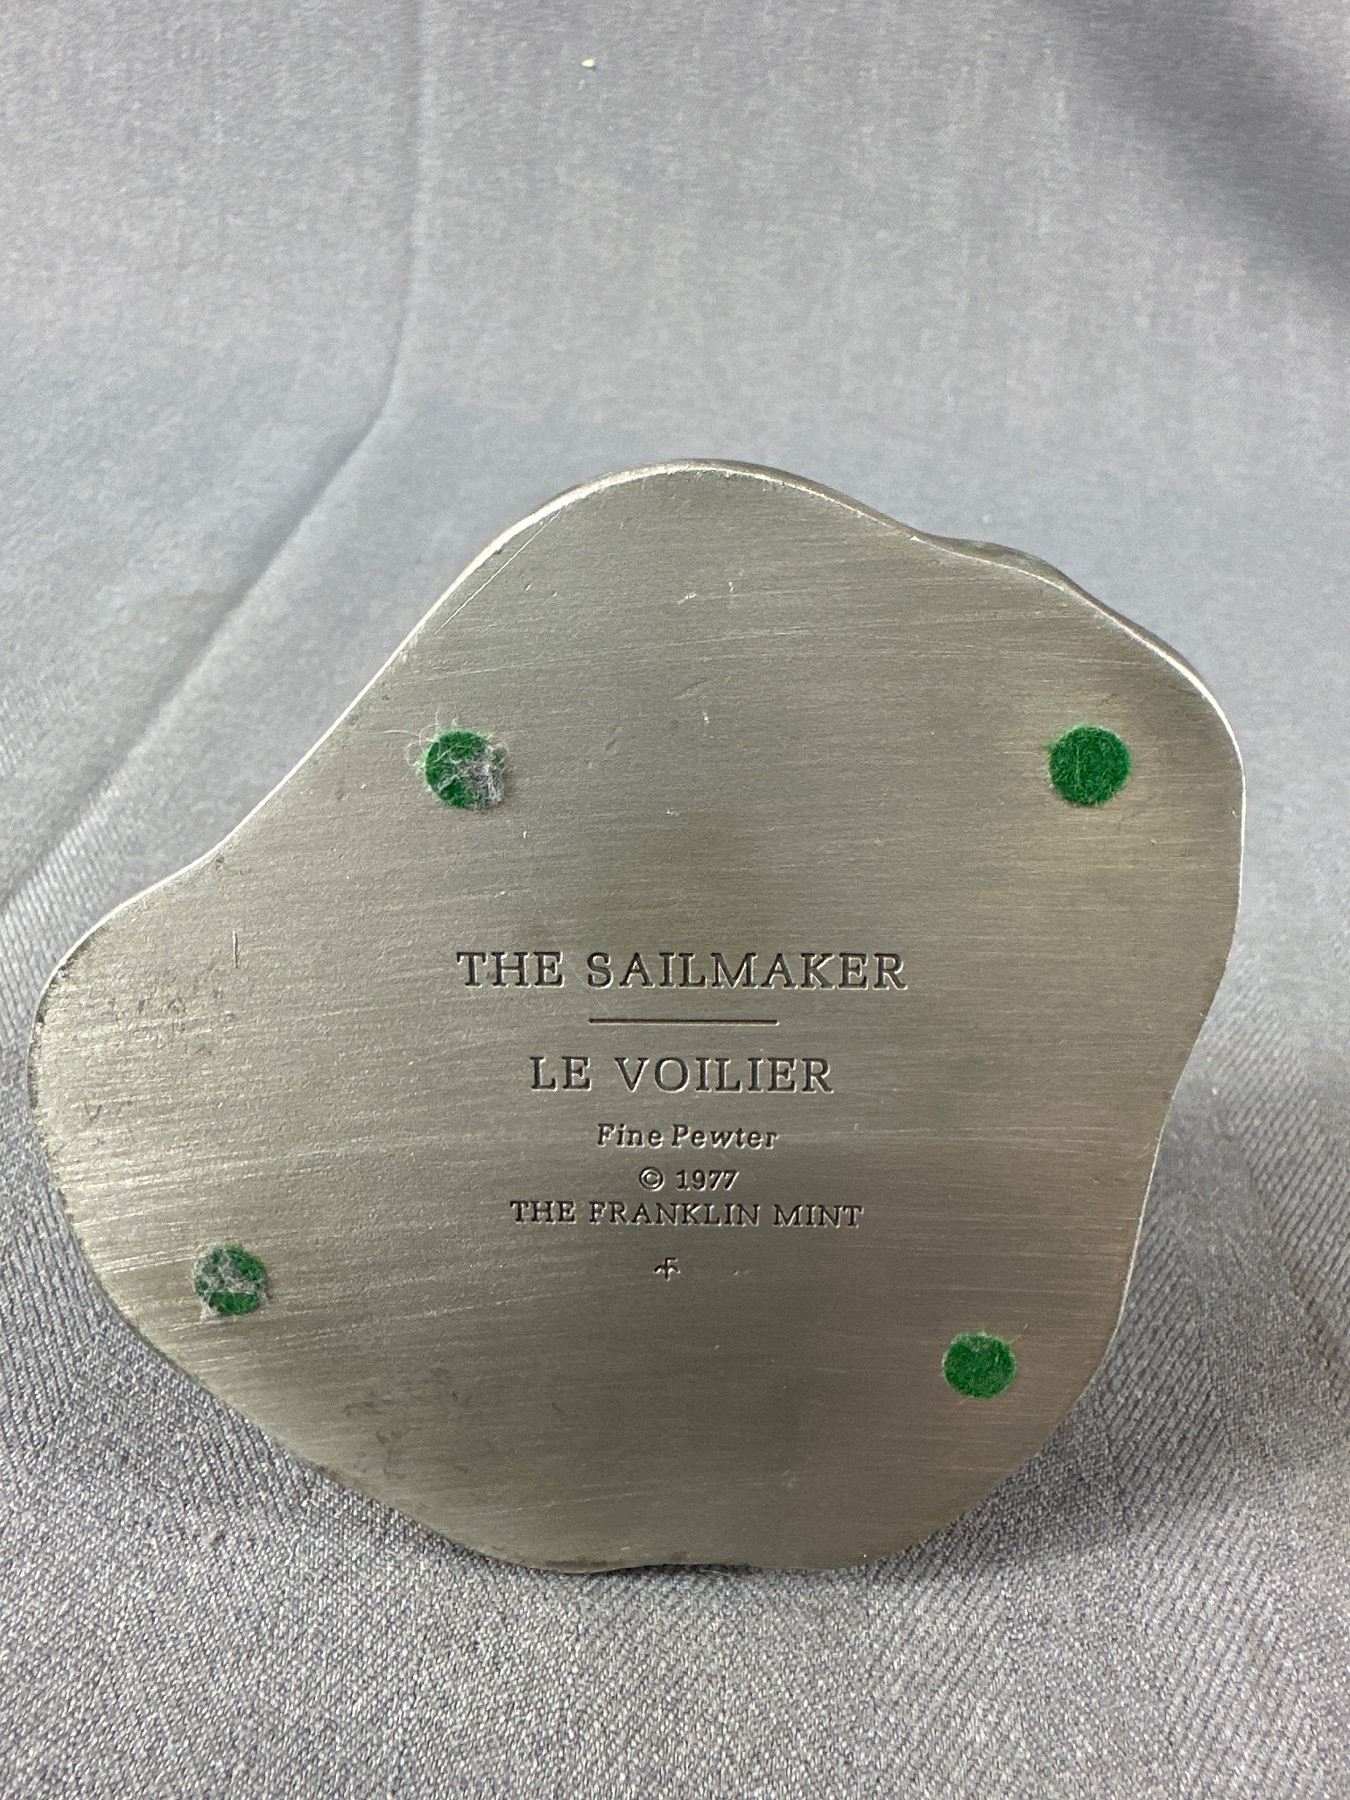 THE SAILMAKER
LE VOILIER
Fine Pewter
© 1977
THE FRANKLIN MINT